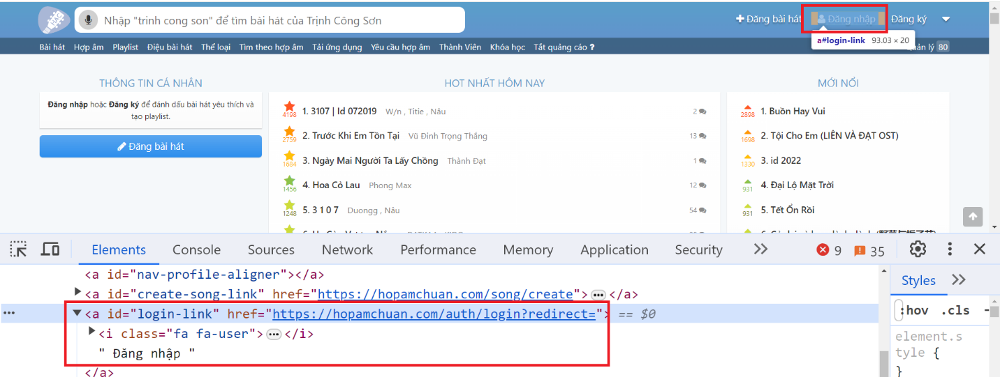 Nhập "trinh cong son" để tìm bài hát của Trịnh Công Sơn
Đăng bài hát
Đăng nhập
Đăng ký
a#login-link 93.03 × 20
Bài hát Hợp âm Playlist Điệu bài hát Thể loại Tìm theo hợp âm Tải ứng dụng Yêu cầu hợp âm Thành Viên Khóa học Tắt quảng cáo ? lý 80
THÔNG TIN CÁ NHÂN
Đăng nhập hoặc Đăng ký để đánh dấu bài hát yêu thích và
tạo playlist.
Đăng bài hát
HOT NHẤT HÔM NAY
4198 1. 3107 | Id 072019 W/n , Titie , Nâu 2
2759 2. Trước Khi Em Tồn Tại Vũ Đinh Trọng Thắng 13
1684 3. Ngày Mai Người Ta Lấy Chồng Thành Đạt 1
1456 4. Hoa Cỏ Lau Phong Max 12
1248 5. 3 1 0 7 Duongg , Nâu 54
MỚI NỔI
2898 1. Buồn Hay Vui
1698 2. Tội Cho Em (LIÊN VÀ ĐẠT OST)
1330 3. id 2022
931 4. Đại Lộ Mặt Trời
931 5. Tết Ổn Rồi
Elements Console Sources Network Performance Memory Application Security 9 35
<a id="nav-profile-aligner"></a>
<a id="create-song-link" href="https://hopamchuan.com/song/create">…</a>
<a id="login-link" href="https://hopamchuan.com/auth/login?redirect="> == $0
<i class="fa fa-user">…</i>
" Đăng nhập "
</a>
Styles
:hov .cls
element.s
tyle {
}